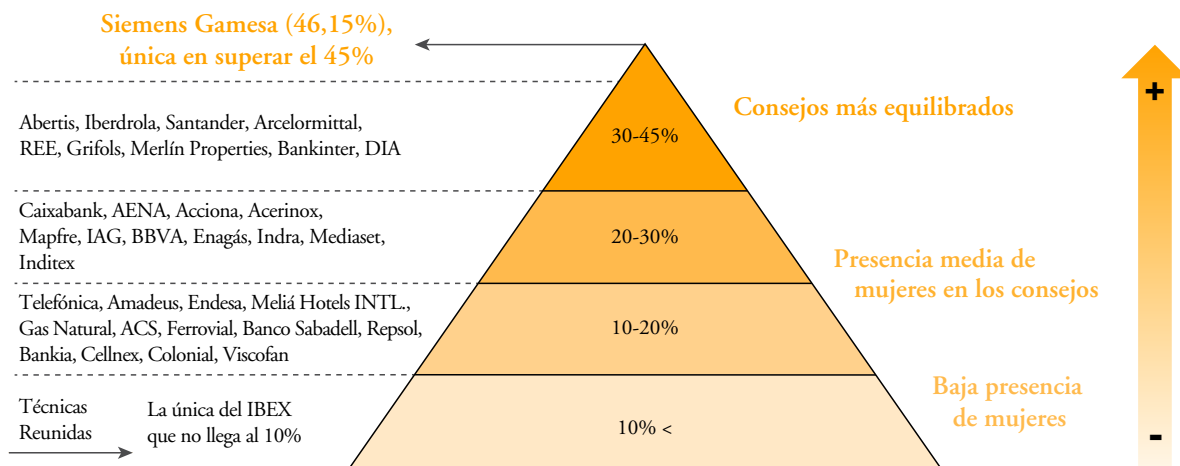 Siemens Gamesa (46,15%),
única en superar el 45%
Consejos más equilibrados
+
Abertis, Iberdrola, Santander, Arcelormittal,
REE, Grifols, Merlín Properties, Bankinter, DIA
30-45%
Caixabank, AENA, Acciona, Acerinox,
Mapfre, IAG, BBVA, Enagás, Indra, Mediaset,
Inditex
20-30%
Presencia media de
mujeres en los consejos
Telefónica, Amadeus, Endesa, Meliá Hotels INTL.,
Gas Natural, ACS, Ferrovial, Banco Sabadell, Repsol,
Bankia, Cellnex, Colonial, Viscofan
10-20%
Baja presencia
de mujeres
Técnicas
Reunidas
La única del IBEX
que no llega al 10%
10% <
-